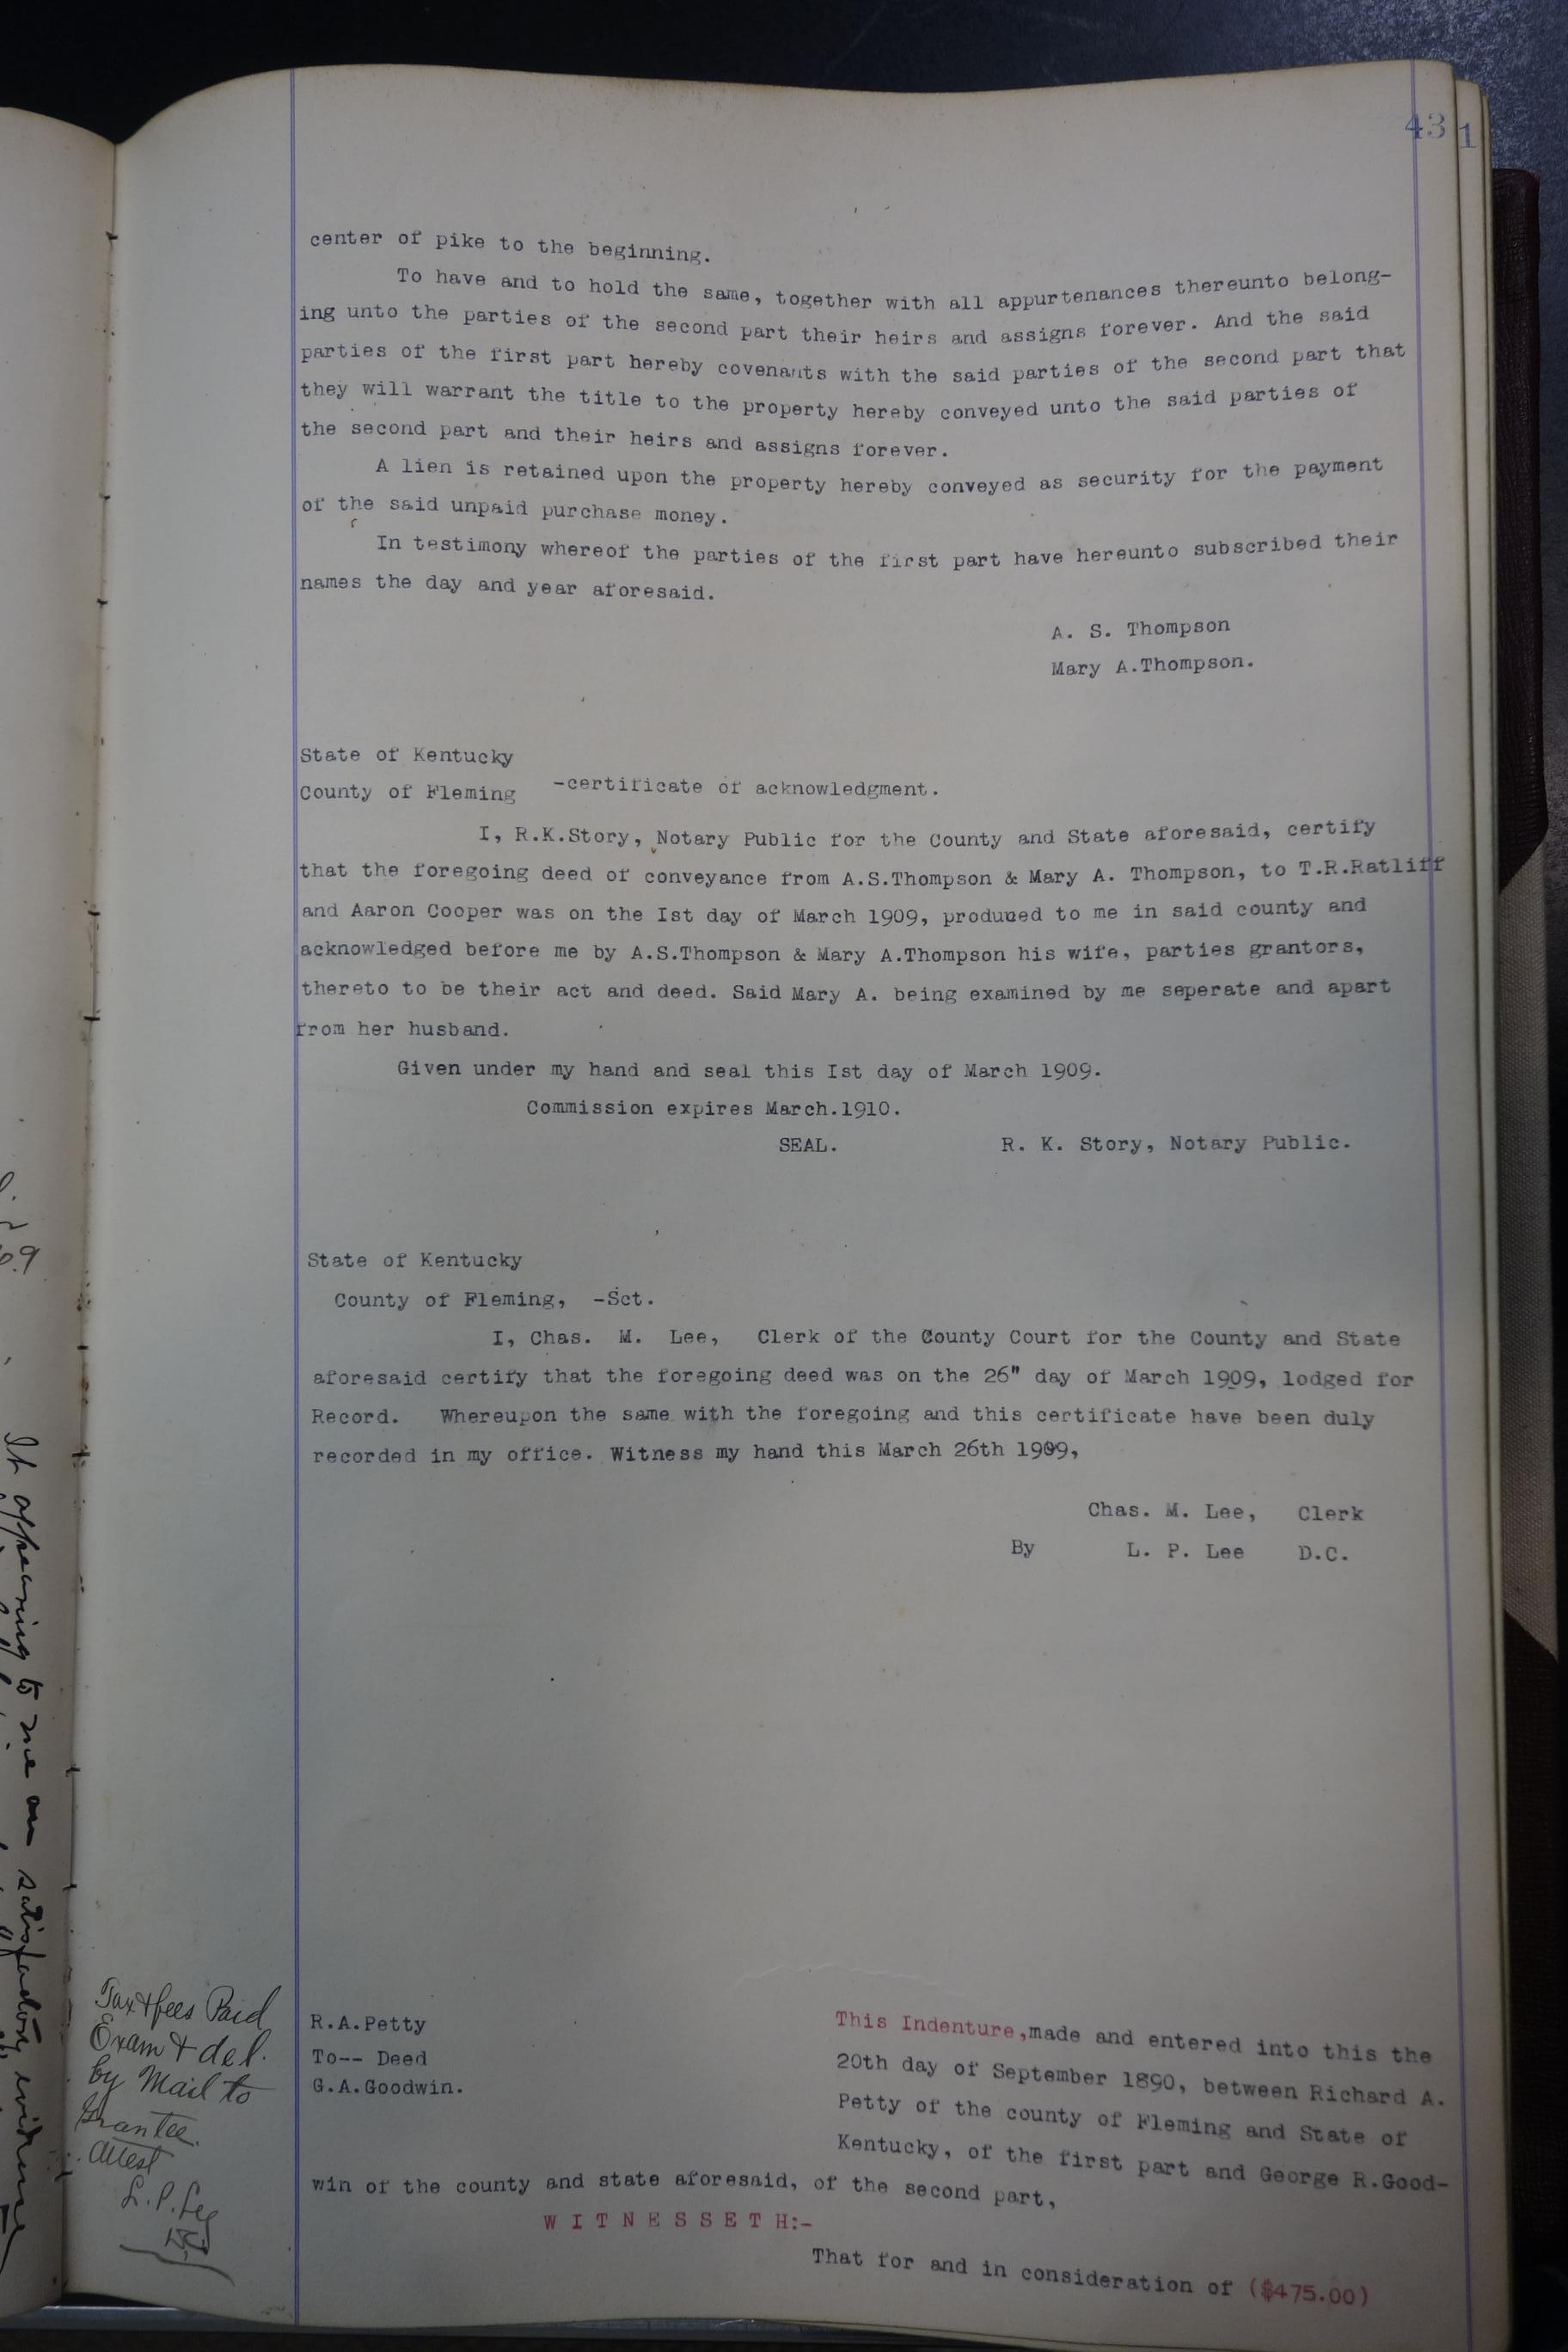 431
center of pike to the beginning.
To have and to hold the same, together with all appurtenances thereunto belong-
ing unto the parties of the second part their heirs and assigns forever. And the said
parties of the first part hereby covenants with the said parties of the second part that
they will warrant the title to the property hereby conveyed unto the said parties of
the second part and their heirs and assigns forever.
A lien is retained upon the property hereby conveyed as security for the payment
of the said unpaid purchase money.
In testimony whereof the parties of the first part have hereunto subscribed their
names the day and year aforesaid.
A. S. Thompson
Mary A.Thompson.
State of Kentucky
County of Fleming -certificate of acknowledgment.
I, R.K.Story, Notary Public for the County and State aforesaid, certify
that the foregoing deed of conveyance from A.S.Thompson & Mary A. Thompson, to T.R.Ratliff
and Aaron Cooper was on the Ist day of March 1909, produced to me in said county and
acknowledged before me by A.S.Thompson & Mary A.Thompson his wife, parties grantors,
thereto to be their act and deed. Said Mary A. being examined by me seperate and apart
from her husband.
Given under my hand and seal this Ist day of March 1909.
Commission expires March.1910.
SEAL. R. K. Story, Notary Public.
State of Kentucky
County of Fleming, -Sct.
I, Chas. M. Lee, Clerk of the County Court for the County and State
aforesaid certify that the foregoing deed was on the 26" day of March 1909, lodged for
Record. Whereupon the same with the foregoing and this certificate have been duly
recorded in my office. Witness my hand this March 26th 1909,
Chas. M. Lee, Clerk
By L. P. Lee D.C.
Tax & fees Paid
Exam & del.
by Mail to
Grantee.
Attest
L.P. Lee
DC
R.A.Petty
To-- Deed
G.A.Goodwin.
This Indenture,made and entered into this the
20th day of September 1890, between Richard A.
Petty of the county of Fleming and State of
Kentucky, of the first part and George R.Good-
win of the county and state aforesaid, of the second part,
W I T N E S S E T H:-
That for and in consideration of ($475.00)
It appearing to me on satisfactory evidence